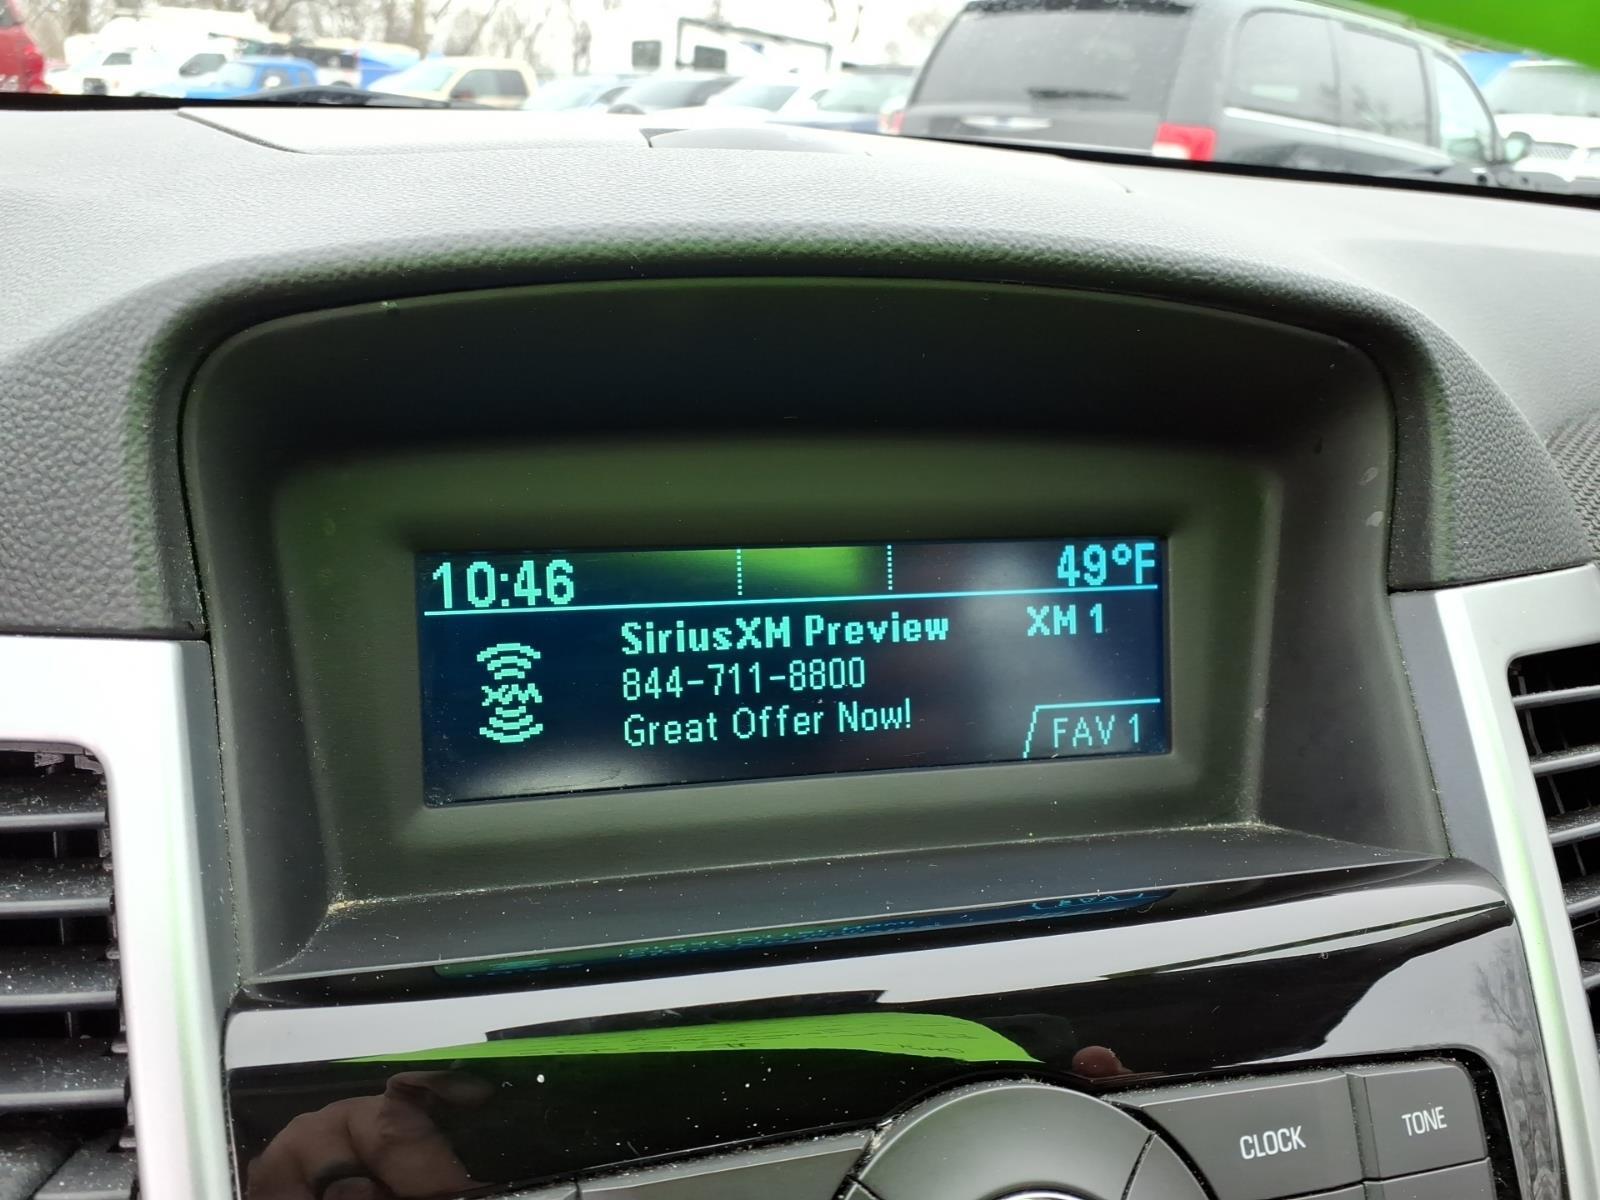 10:46 49°F
SiriusXM Preview XM 1
844-711-8800
XM
Great Offer Now!
FAV 1
CLOCK
TONE